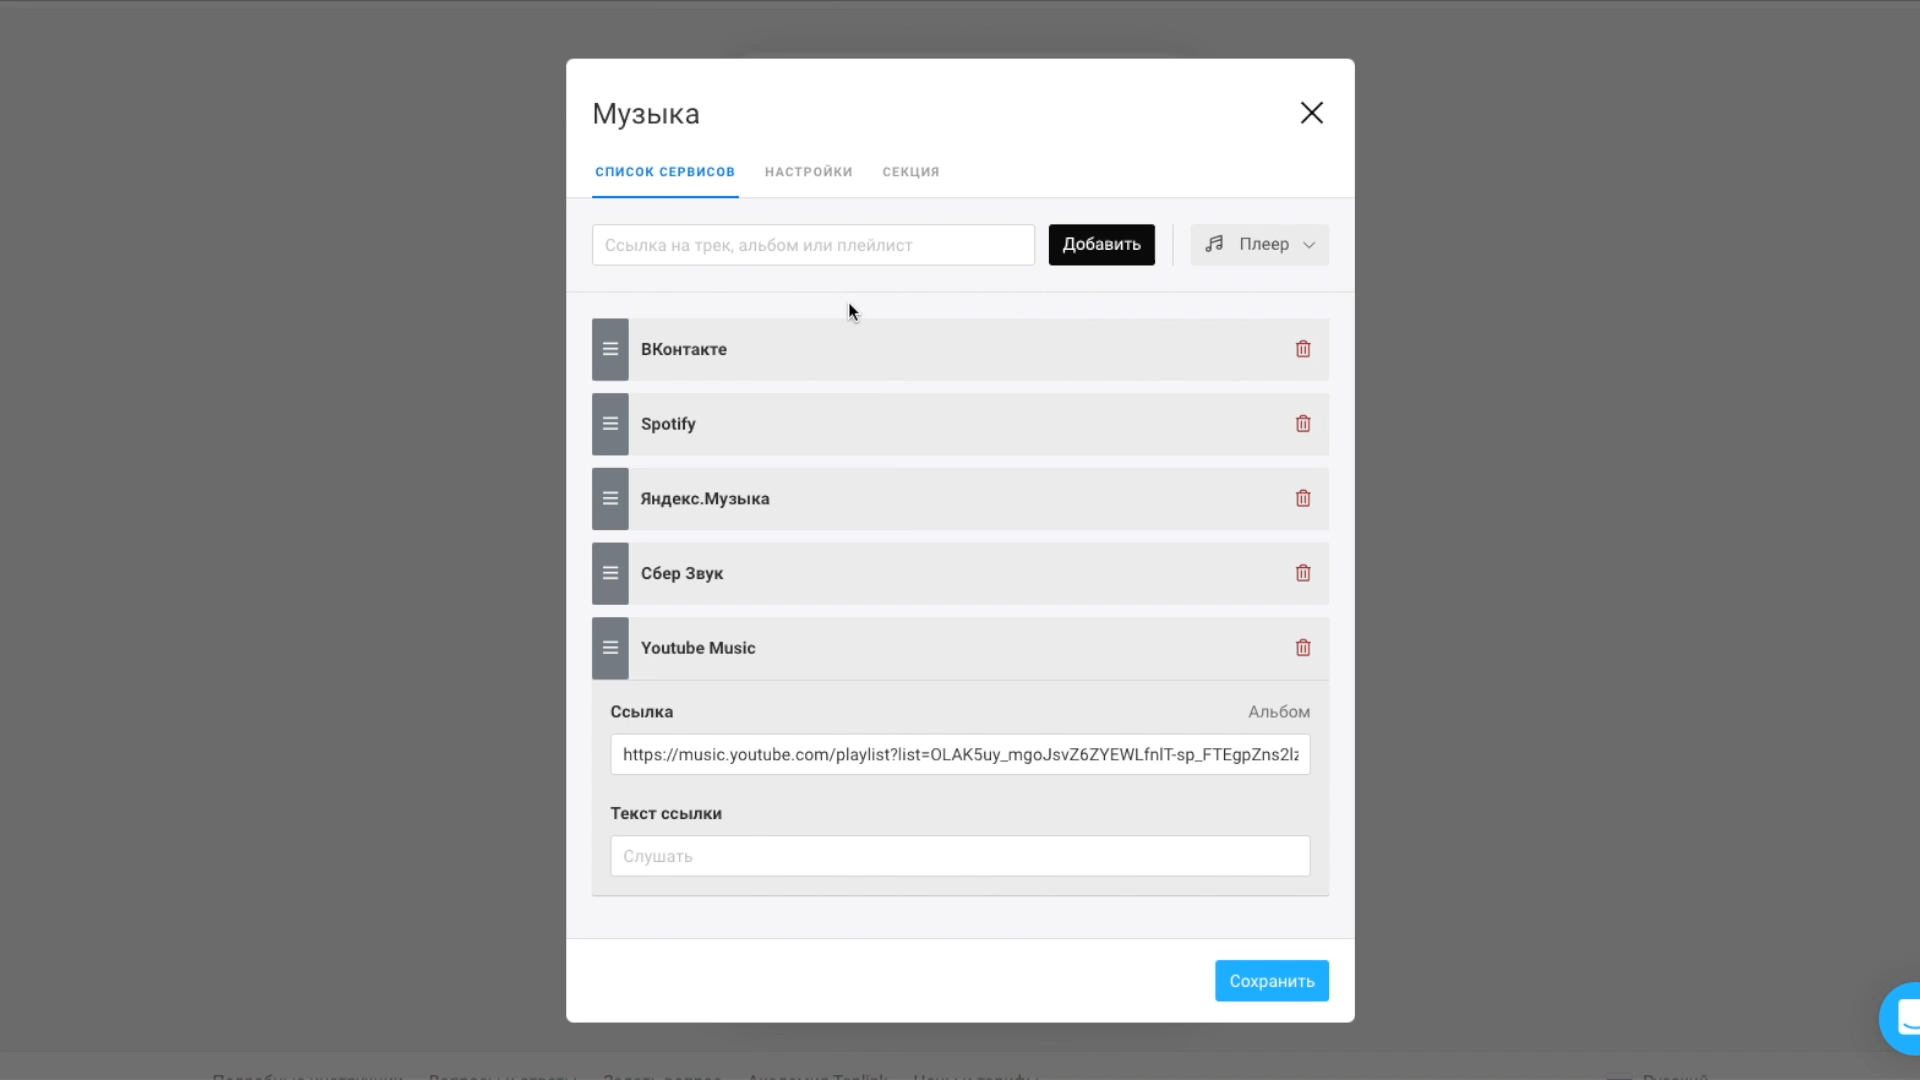 Музыка
СПИСОК СЕРВИСОВ НАСТРОЙКИ СЕКЦИЯ
Ссылка на трек, альбом или плейлист Добавить Плеер
ВКонтакте
Spotify
Яндекс.Музыка
Сбер Звук
Youtube Music
Ссылка Альбом
https://music.youtube.com/playlist?list=OLAK5uy_mgoJsvZ6ZYEWLfnlT-sp_FTEgpZns2lz
Текст ссылки
Слушать
Сохранить